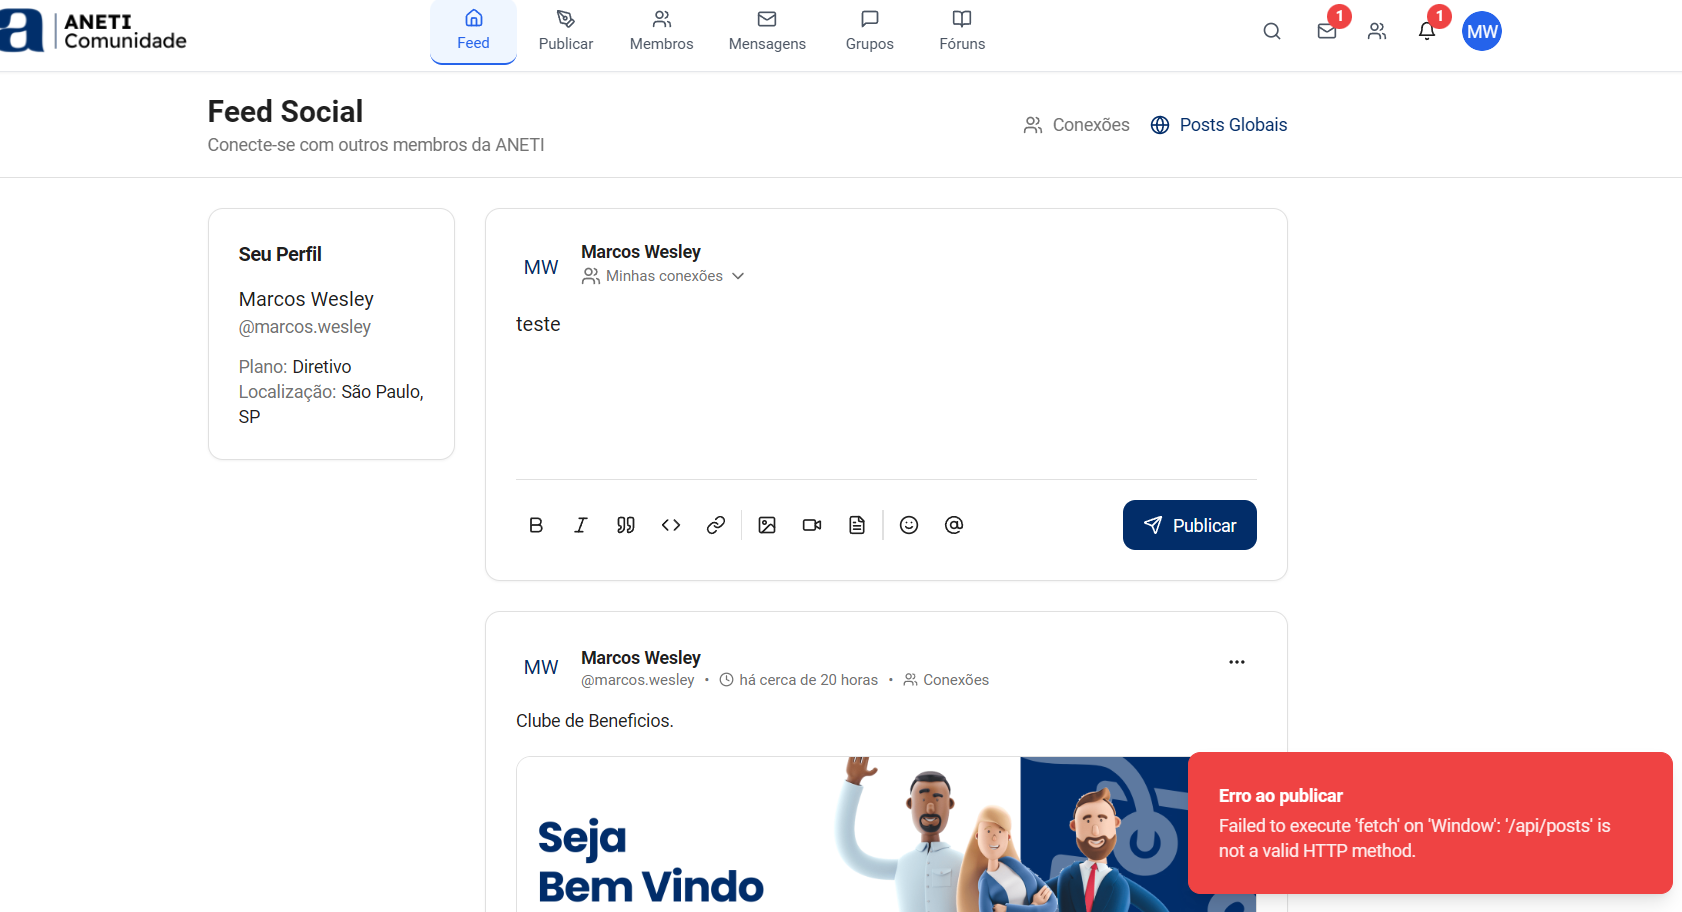 ANETI
Comunidade
Feed
Publicar
Membros
Mensagens
Grupos
Fóruns
1
1
MW
Feed Social
Conecte-se com outros membros da ANETI
Conexões
Posts Globais
Seu Perfil
Marcos Wesley
@marcos.wesley
Plano: Diretivo
Localização: São Paulo,
SP
MW
Marcos Wesley
Minhas conexões
teste
Publicar
MW
Marcos Wesley
@marcos.wesley • há cerca de 20 horas • Conexões
Clube de Beneficios.
Seja
Bem Vindo
Erro ao publicar
Failed to execute 'fetch' on 'Window': '/api/posts' is
not a valid HTTP method.